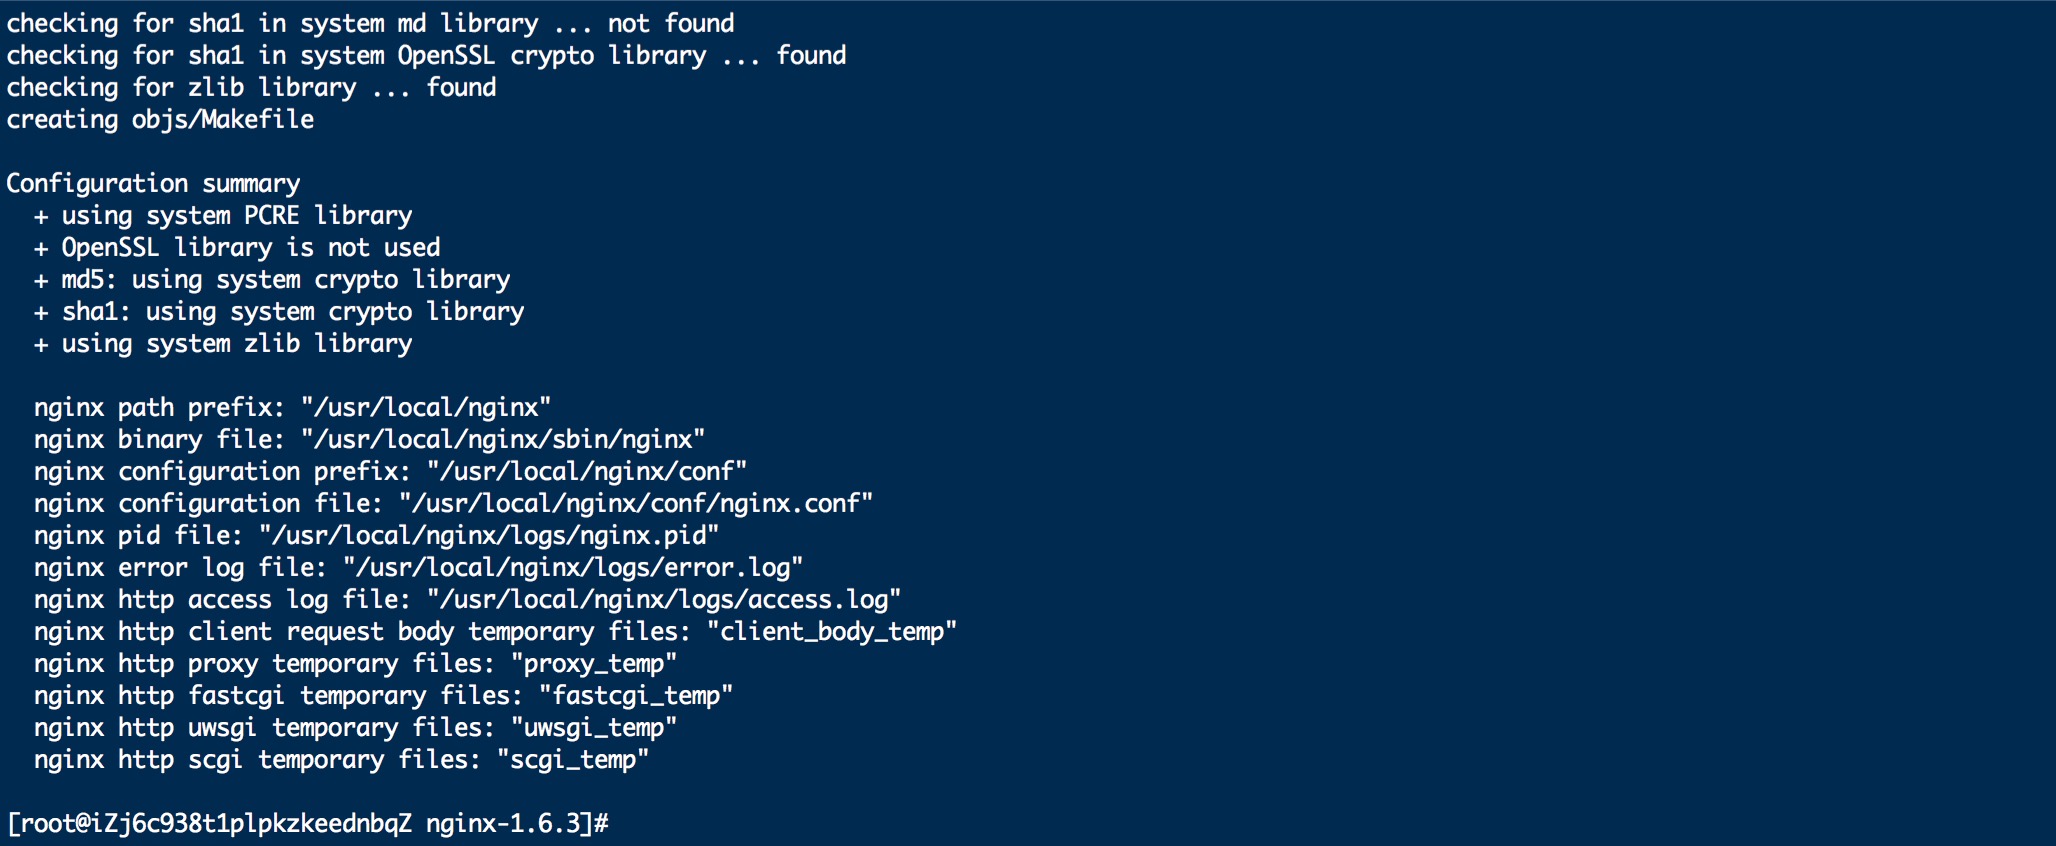 checking for sha1 in system md library ... not found
checking for sha1 in system OpenSSL crypto library ... found
checking for zlib library ... found
creating objs/Makefile
Configuration summary
+ using system PCRE library
+ OpenSSL library is not used
+ md5: using system crypto library
+ sha1: using system crypto library
+ using system zlib library
nginx path prefix: "/usr/local/nginx"
nginx binary file: "/usr/local/nginx/sbin/nginx"
nginx configuration prefix: "/usr/local/nginx/conf"
nginx configuration file: "/usr/local/nginx/conf/nginx.conf"
nginx pid file: "/usr/local/nginx/logs/nginx.pid"
nginx error log file: "/usr/local/nginx/logs/error.log"
nginx http access log file: "/usr/local/nginx/logs/access.log"
nginx http client request body temporary files: "client_body_temp"
nginx http proxy temporary files: "proxy_temp"
nginx http fastcgi temporary files: "fastcgi_temp"
nginx http uwsgi temporary files: "uwsgi_temp"
nginx http scgi temporary files: "scgi_temp"
[root@iZj6c938t1plpkzkeednbqZ nginx-1.6.3]#